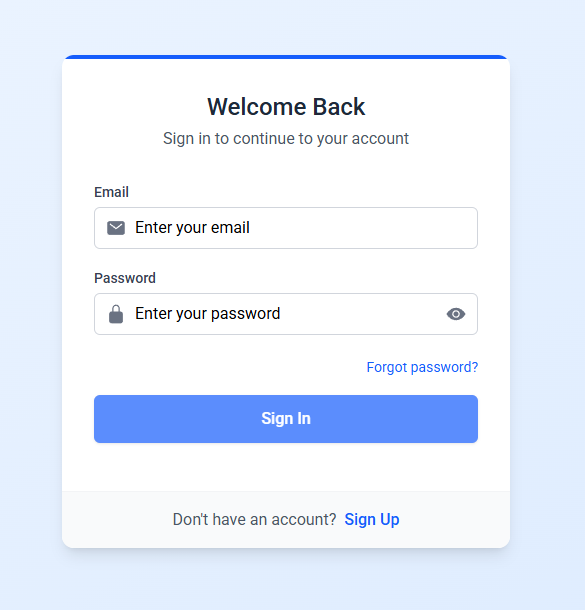 Welcome Back
Sign in to continue to your account
Email
Enter your email
Password
Enter your password
Forgot password?
Sign In
Don't have an account? Sign Up